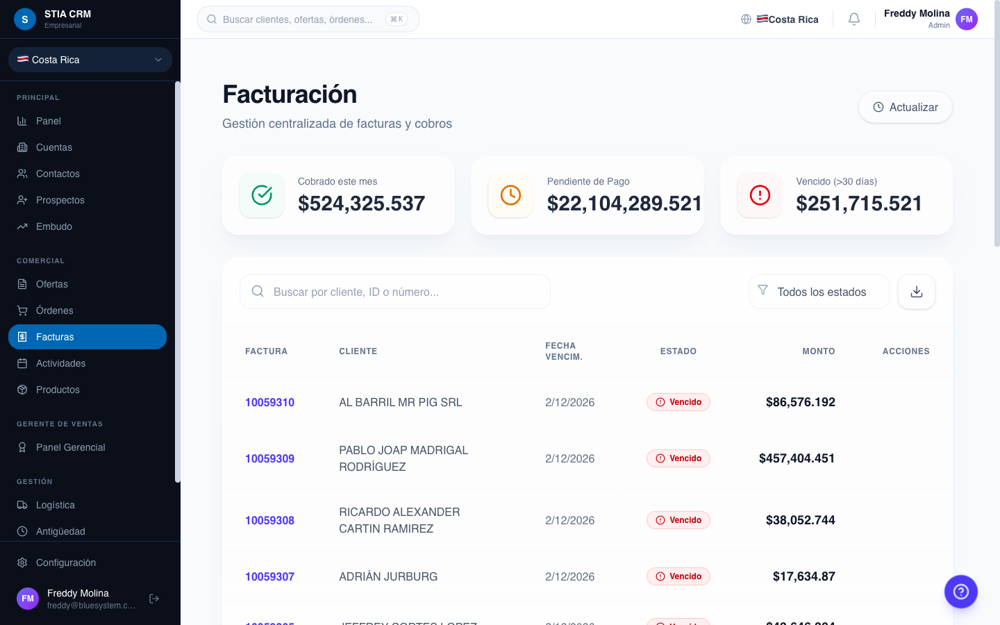 S
STIA CRM
Empresarial
Costa Rica
PRINCIPAL
Panel
Cuentas
Contactos
Prospectos
Embudo
COMERCIAL
Ofertas
Órdenes
Facturas
Actividades
Productos
GERENTE DE VENTAS
Panel Gerencial
GESTIÓN
Logística
Antigüedad
Configuración
FM
Freddy Molina
freddy@bluesystem.c...
Buscar clientes, ofertas, órdenes...
⌘K
Costa Rica
Freddy Molina
Admin
FM
Facturación
Gestión centralizada de facturas y cobros
Actualizar
Cobrado este mes
$524,325.537
Pendiente de Pago
$22,104,289.521
Vencido (>30 días)
$251,715.521
Buscar por cliente, ID o número...
Todos los estados
FACTURA
CLIENTE
FECHA
VENCIM.
ESTADO
MONTO
ACCIONES
10059310
AL BARRIL MR PIG SRL
2/12/2026
Vencido
$86,576.192
10059309
PABLO JOAP MADRIGAL
RODRÍGUEZ
2/12/2026
Vencido
$457,404.451
10059308
RICARDO ALEXANDER
CARTIN RAMIREZ
2/12/2026
Vencido
$38,052.744
10059307
ADRIÁN JURBURG
2/12/2026
Vencido
$17,634.87